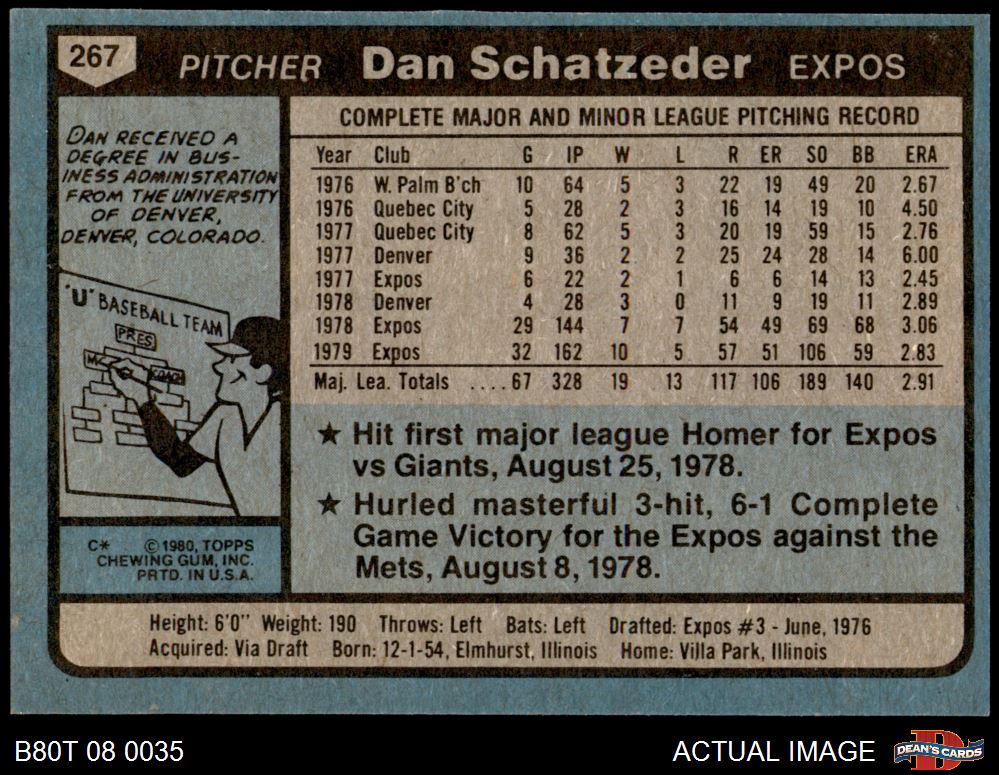 267 PITCHER Dan Schatzeder EXPOS
DAN RECEIVED A
DEGREE IN BUS-
INESS ADMINISTRATION
FROM THE UNIVERSITY
OF DENVER,
DENVER, COLORADO.
"U" BASEBALL TEAM
PRES
COACH
C* © 1980, TOPPS
CHEWING GUM, INC.
PRTD. IN U.S.A.
COMPLETE MAJOR AND MINOR LEAGUE PITCHING RECORD
Year Club G IP W L R ER SO BB ERA
1976 W. Palm B'ch 10 64 5 3 22 19 49 20 2.67
1976 Quebec City 5 28 2 3 16 14 19 10 4.50
1977 Quebec City 8 62 5 3 20 19 59 15 2.76
1977 Denver 9 36 2 2 25 24 28 14 6.00
1977 Expos 6 22 2 1 6 6 14 13 2.45
1978 Denver 4 28 3 0 11 9 19 11 2.89
1978 Expos 29 144 7 7 54 49 69 68 3.06
1979 Expos 32 162 10 5 57 51 106 59 2.83
Maj. Lea. Totals ....67 328 19 13 117 106 189 140 2.91
★ Hit first major league Homer for Expos
vs Giants, August 25, 1978.
★ Hurled masterful 3-hit, 6-1 Complete
Game Victory for the Expos against the
Mets, August 8, 1978.
Height: 6'0" Weight: 190 Throws: Left Bats: Left Drafted: Expos #3 - June, 1976
Acquired: Via Draft Born: 12-1-54, Elmhurst, Illinois Home: Villa Park, Illinois
B80T 08 0035 ACTUAL IMAGE DEAN'S CARDS